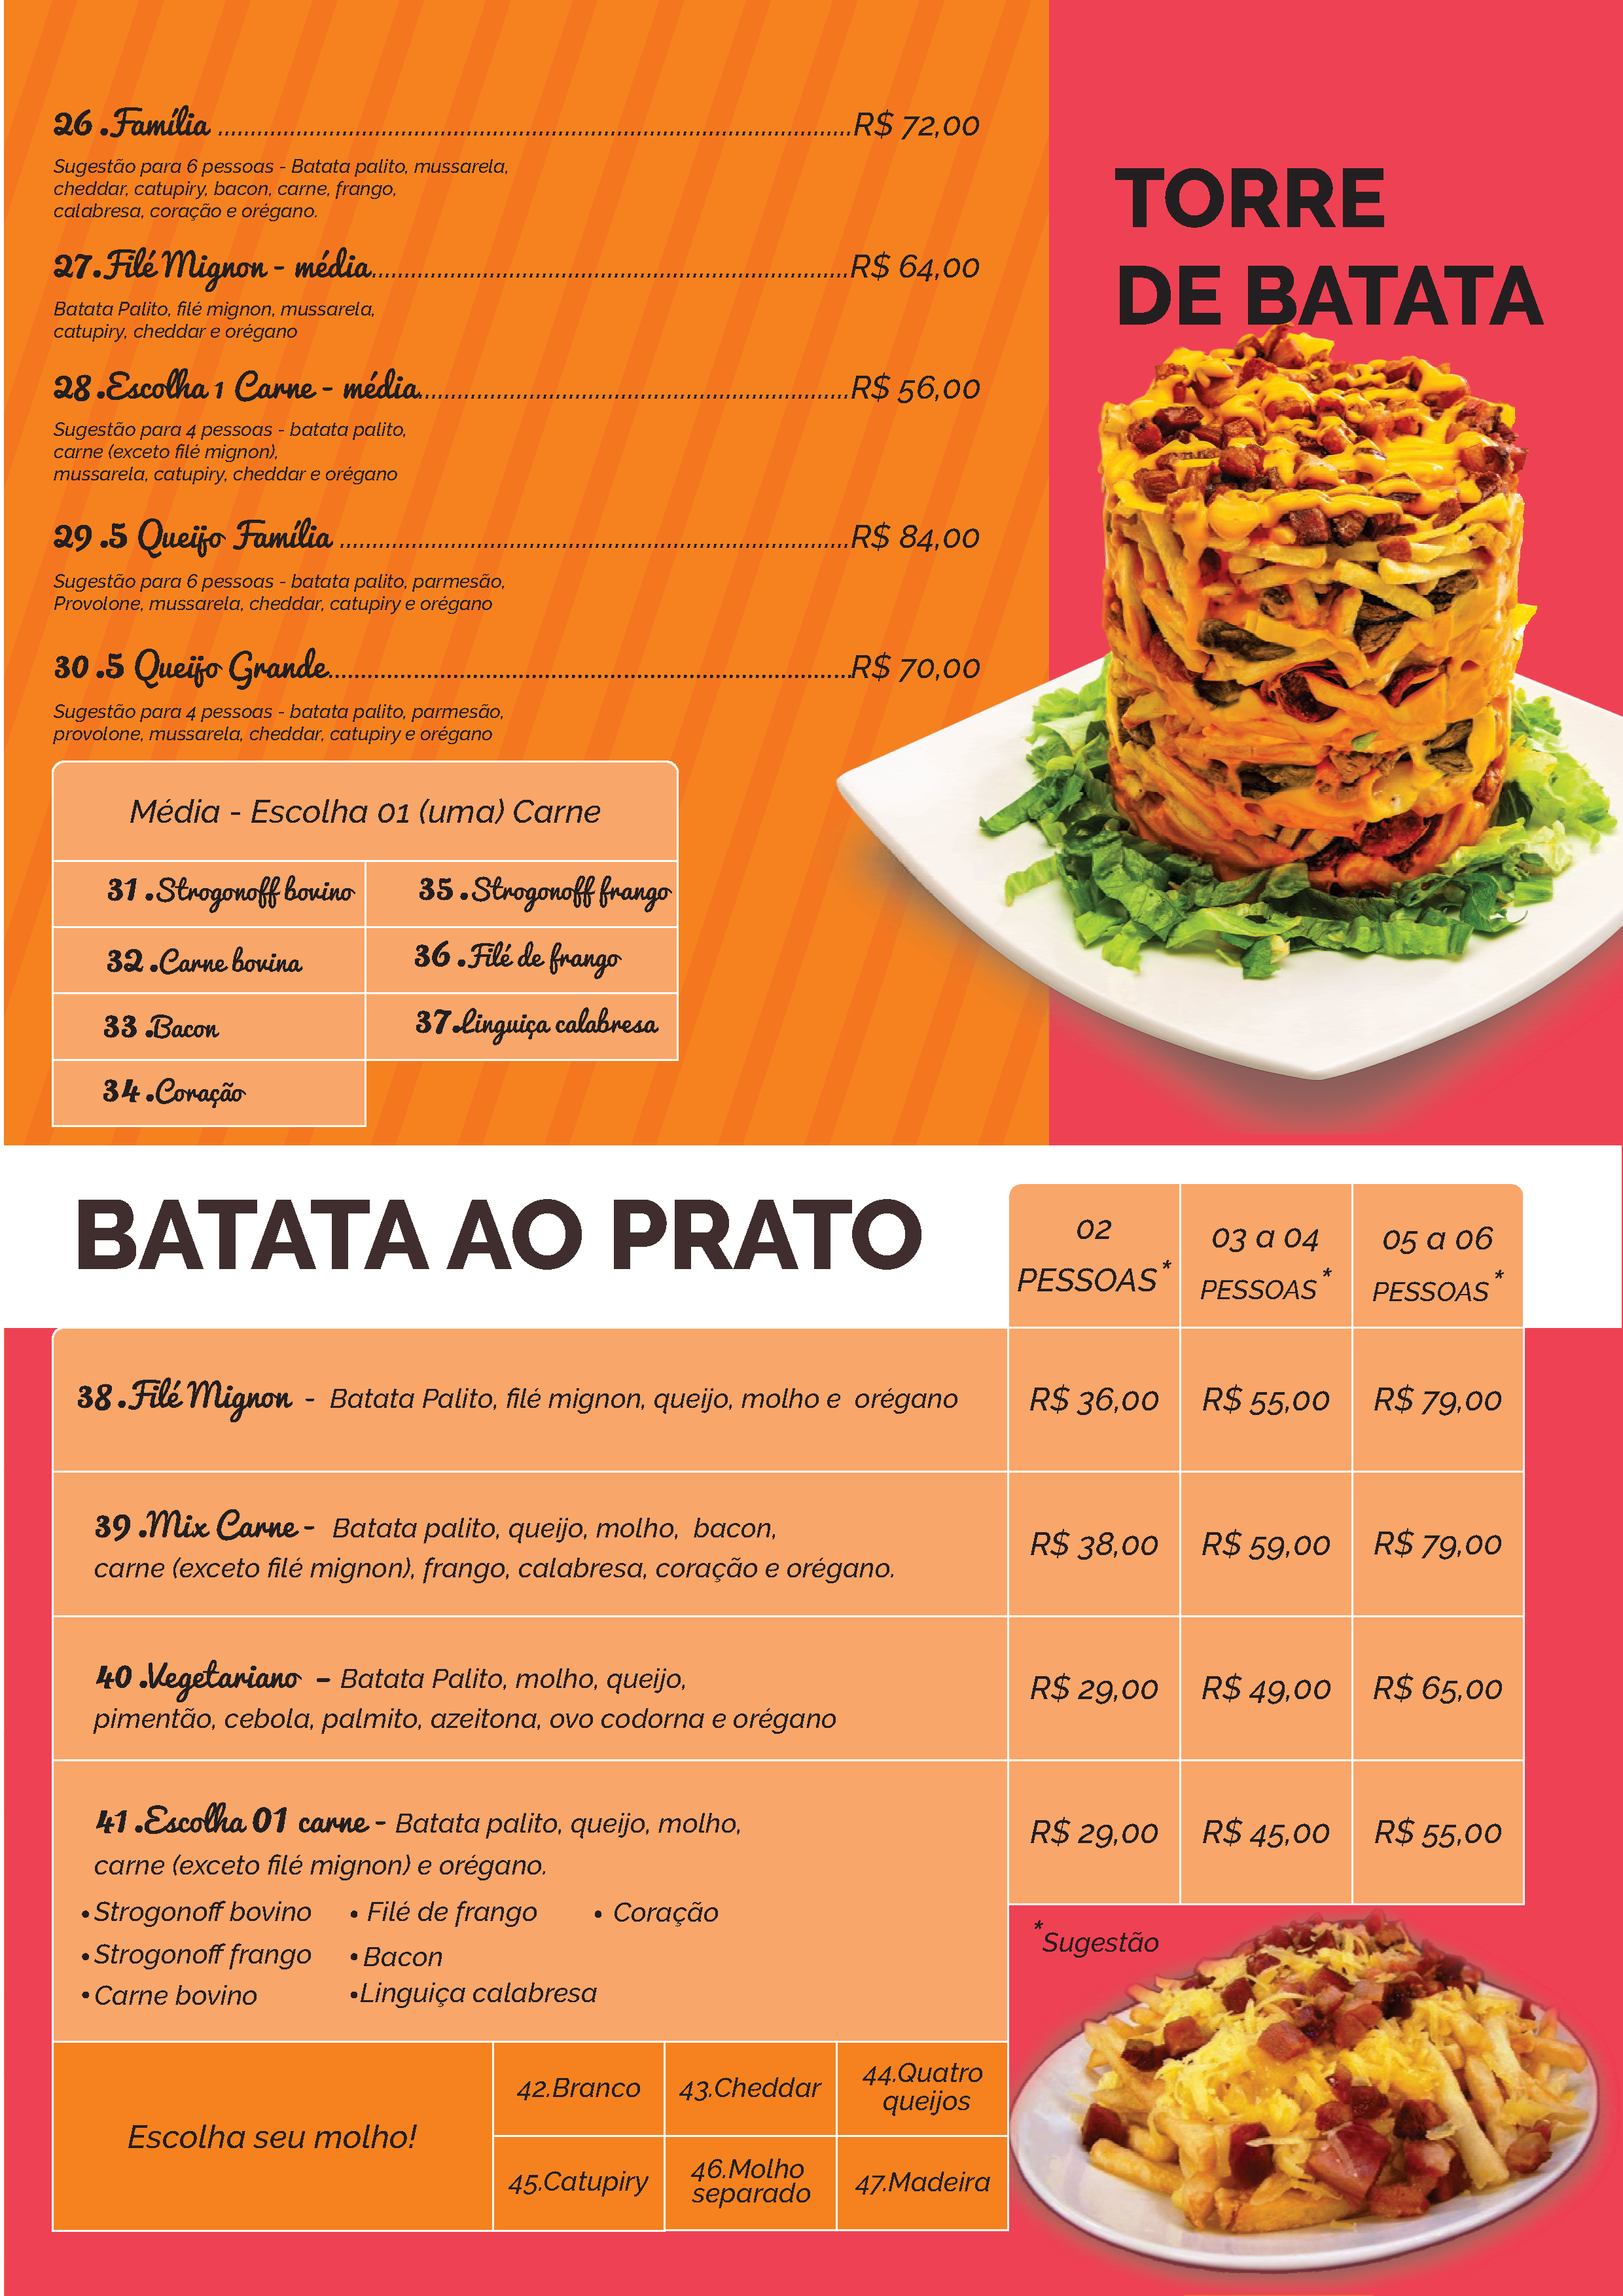 TORRE
DE BATATA
26 .Família ........ R$ 72,00
Sugestão para 6 pessoas - Batata palito, mussarela,
cheddar, catupiry, bacon, carne, frango,
calabresa, coração e orégano.
27.Filé Mignon - média........ R$ 64,00
Batata Palito, filé mignon, mussarela,
catupiry, cheddar e orégano
28 .Escolha 1 Carne - média........ R$ 56,00
Sugestão para 4 pessoas - batata palito,
carne (exceto filé mignon),
mussarela, catupiry, cheddar e orégano
29 .5 Queijo Família ........ R$ 84,00
Sugestão para 6 pessoas - batata palito, parmesão,
Provolone, mussarela, cheddar, catupiry e orégano
30 .5 Queijo Grande........ R$ 70,00
Sugestão para 4 pessoas - batata palito, parmesão,
provolone, mussarela, cheddar, catupiry e orégano
Média - Escolha 01 (uma) Carne
31 .Strogonoff bovino
35 .Strogonoff frango
32 .Carne bovina
36 .Filé de frango
33 .Bacon
37.Linguiça calabresa
34 .Coração
BATATA AO PRATO
02
PESSOAS*
03 a 04
PESSOAS*
05 a 06
PESSOAS*
38 .Filé Mignon - Batata Palito, filé mignon, queijo, molho e orégano
R$ 36,00 R$ 55,00 R$ 79,00
39 .Mix Carne - Batata palito, queijo, molho, bacon,
carne (exceto filé mignon), frango, calabresa, coração e orégano.
R$ 38,00 R$ 59,00 R$ 79,00
40 .Vegetariano – Batata Palito, molho, queijo,
pimentão, cebola, palmito, azeitona, ovo codorna e orégano
R$ 29,00 R$ 49,00 R$ 65,00
41 .Escolha 01 carne - Batata palito, queijo, molho,
carne (exceto filé mignon) e orégano.
R$ 29,00 R$ 45,00 R$ 55,00
• Strogonoff bovino • Filé de frango • Coração
• Strogonoff frango • Bacon
• Carne bovino • Linguiça calabresa
*Sugestão
Escolha seu molho!
42.Branco
43.Cheddar
44.Quatro
queijos
45.Catupiry
46.Molho
separado
47.Madeira